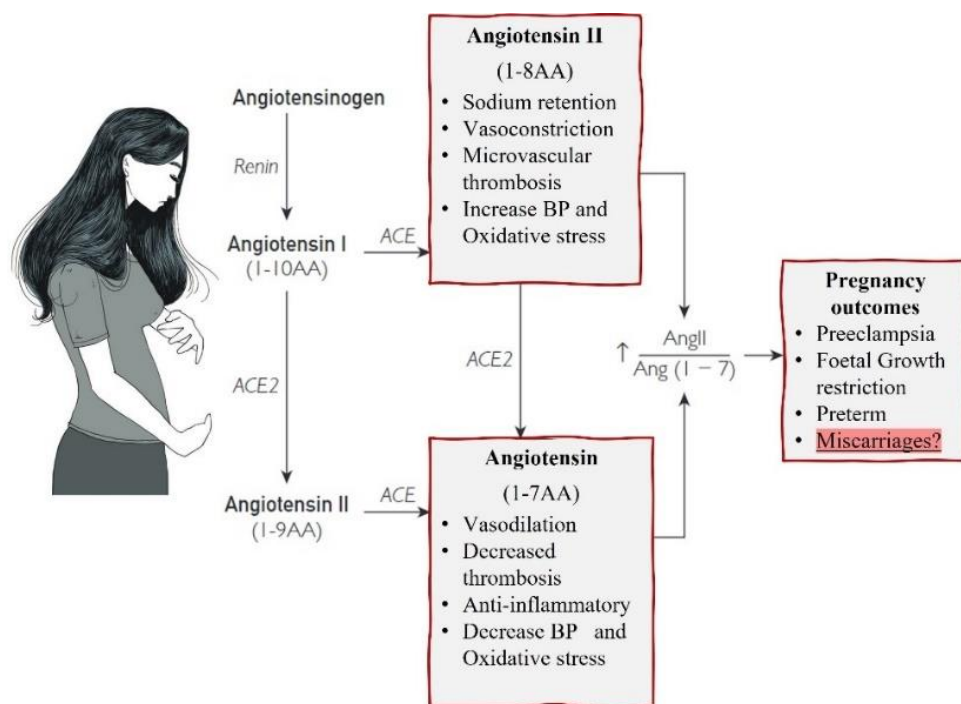 Angiotensinogen
Renin
Angiotensin I
(1-10AA)
ACE
ACE2
Angiotensin II
(1-9AA)
ACE
Angiotensin II
(1-8AA)
• Sodium retention
• Vasoconstriction
• Microvascular
thrombosis
• Increase BP and
Oxidative stress
ACE2
Angiotensin
(1-7AA)
• Vasodilation
• Decreased
thrombosis
• Anti-inflammatory
• Decrease BP and
Oxidative stress
↑ AngII
Ang (1 − 7)
Pregnancy
outcomes
• Preeclampsia
• Foetal Growth
restriction
• Preterm
• Miscarriages?